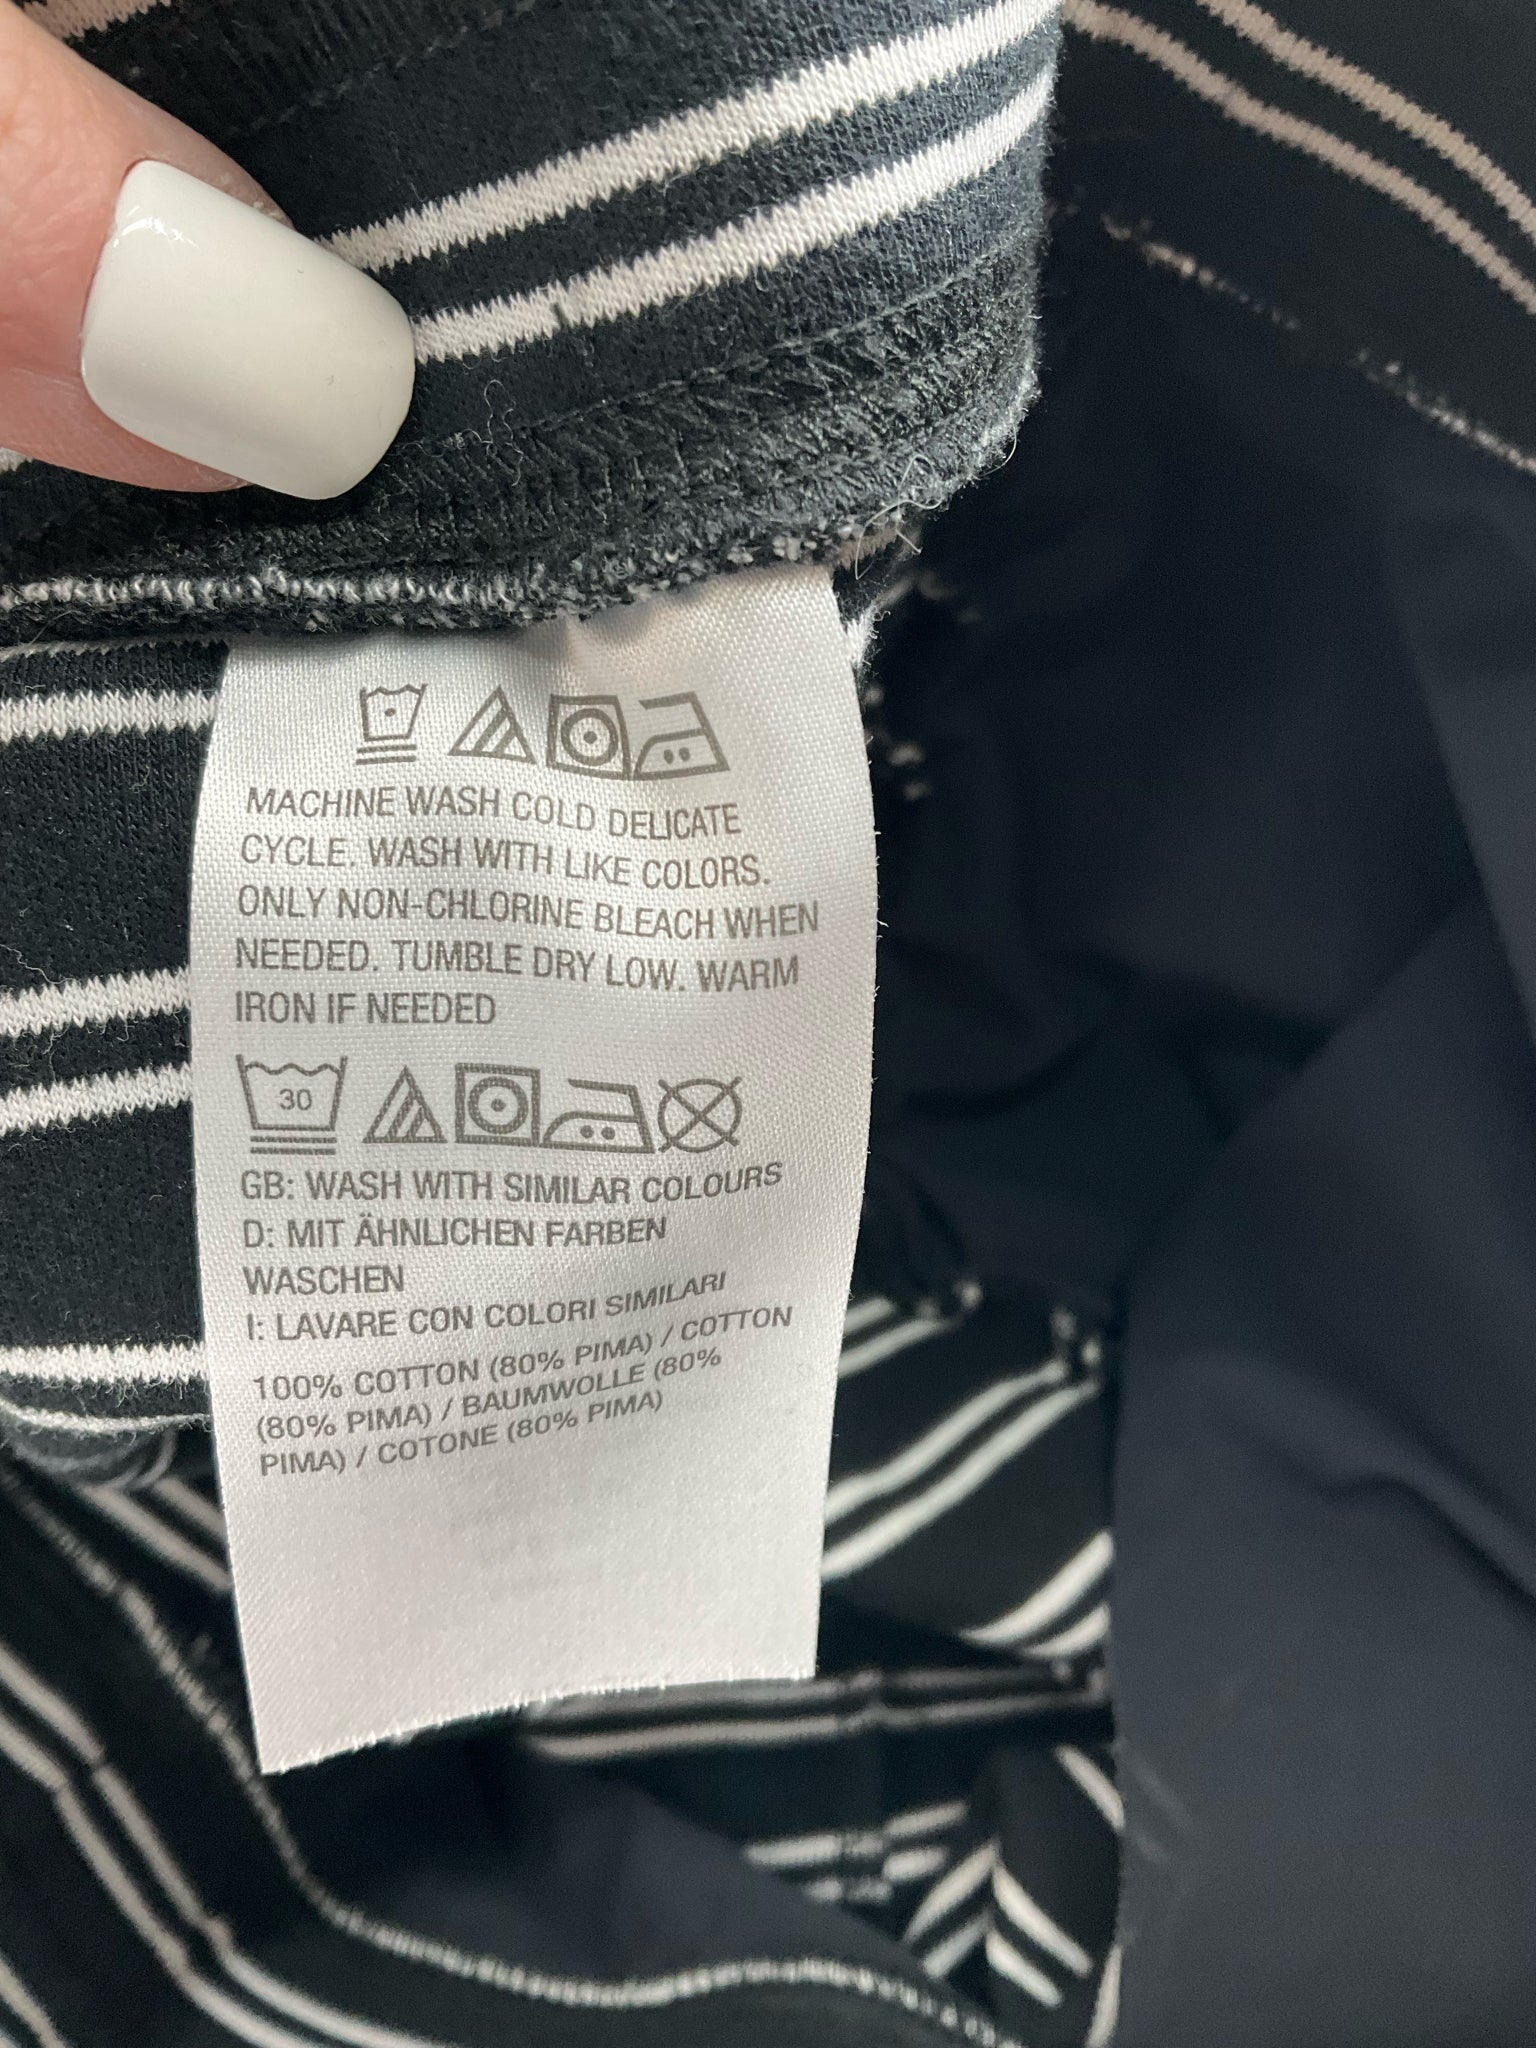 MACHINE WASH COLD DELICATE
CYCLE. WASH WITH LIKE COLORS.
ONLY NON-CHLORINE BLEACH WHEN
NEEDED. TUMBLE DRY LOW. WARM
IRON IF NEEDED
30
GB: WASH WITH SIMILAR COLOURS
D: MIT ÄHNLICHEN FARBEN
WASCHEN
I: LAVARE CON COLORI SIMILARI
100% COTTON (80% PIMA) / COTTON
(80% PIMA) / BAUMWOLLE (80%
PIMA) / COTONE (80% PIMA)